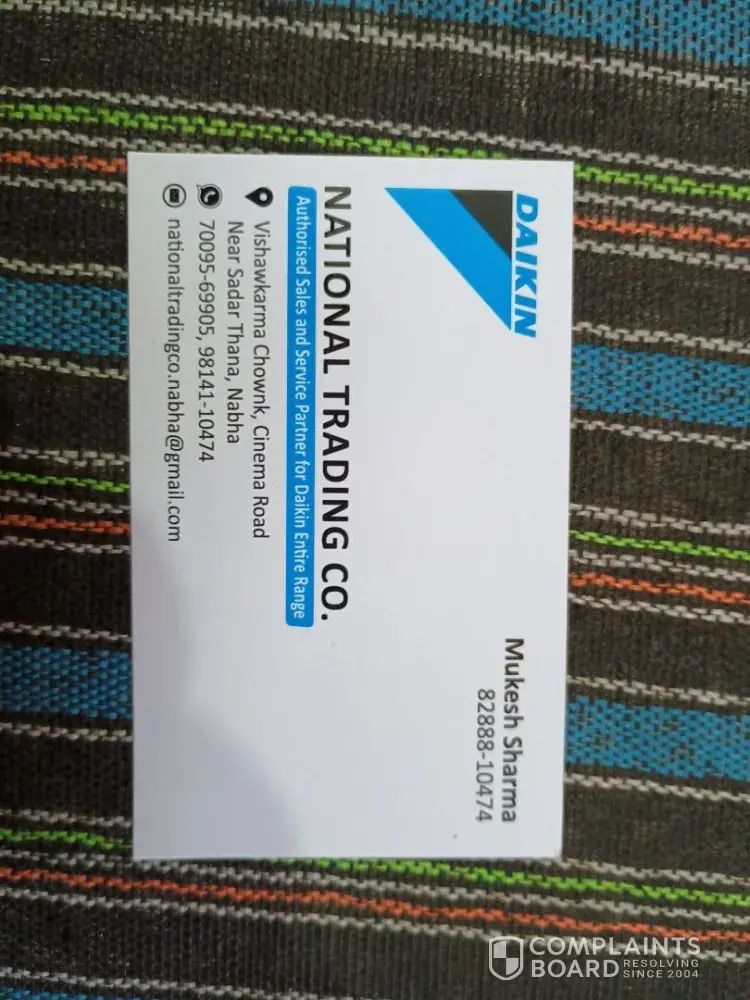 DAIKIN
Mukesh Sharma
82888-10474
NATIONAL TRADING CO.
Authorised Sales and Service Partner for Daikin Entire Range
Vishawkarma Chownk, Cinema Road
Near Sadar Thana, Nabha
70095-69905, 98141-10474
nationaltradingco.nabha@gmail.com
COMPLAINTS
BOARD RESOLVING
SINCE 2004